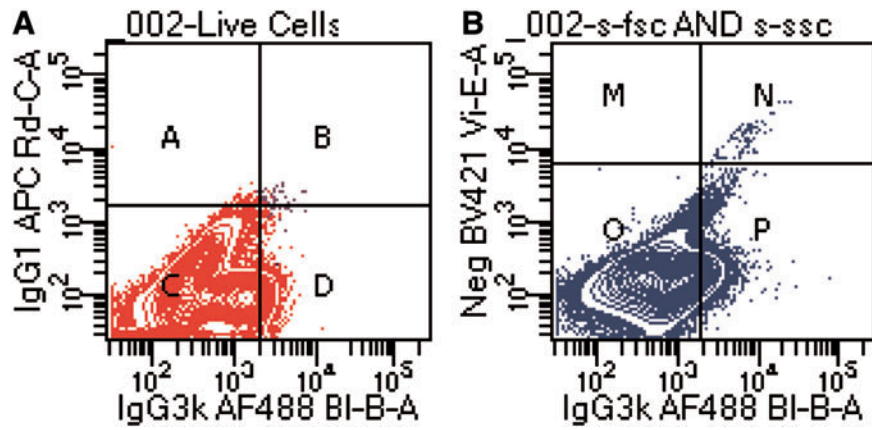 A
_002-Live Cells
IgG1 APC Rd-C-A
10^5
10^4
10^3
10^2
A
B
C
D
10^2 10^3 10^4 10^5
IgG3k AF488 Bl-B-A
B
_002-s-fsc AND s-ssc
Neg BV421 Vi-E-A
10^5
10^4
10^3
10^2
M
N
O
P
10^2 10^3 10^4 10^5
IgG3k AF488 Bl-B-A